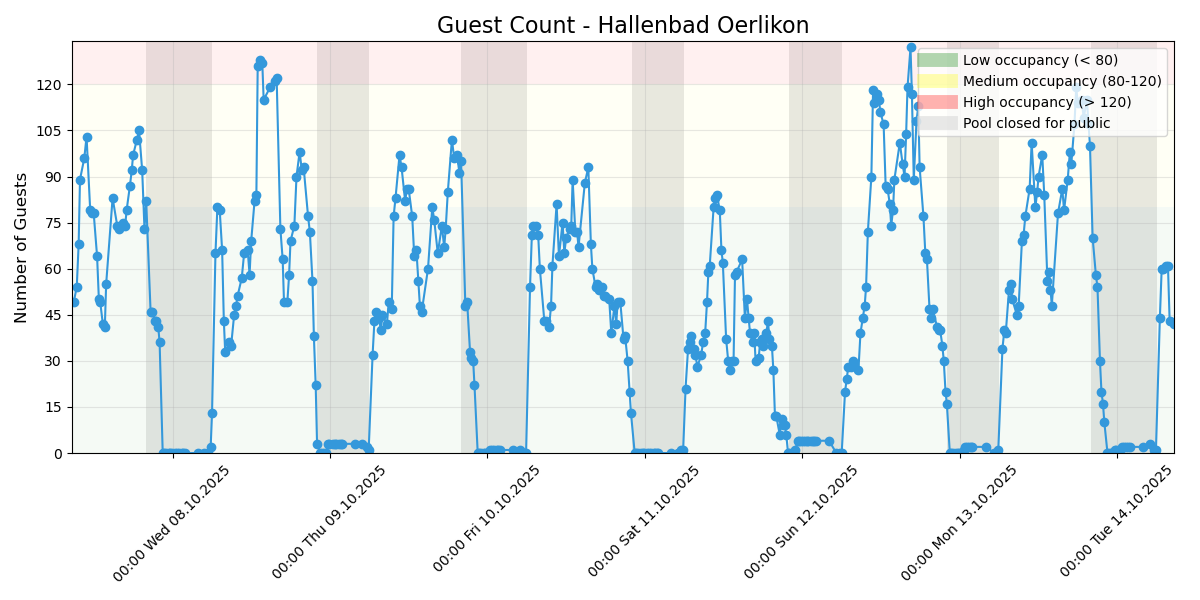 Guest Count - Hallenbad Oerlikon
Number of Guests
120
105
90
75
60
45
30
15
0
Low occupancy (< 80)
Medium occupancy (80-120)
High occupancy (> 120)
Pool closed for public
00:00 Wed 08.10.2025
00:00 Thu 09.10.2025
00:00 Fri 10.10.2025
00:00 Sat 11.10.2025
00:00 Sun 12.10.2025
00:00 Mon 13.10.2025
00:00 Tue 14.10.2025